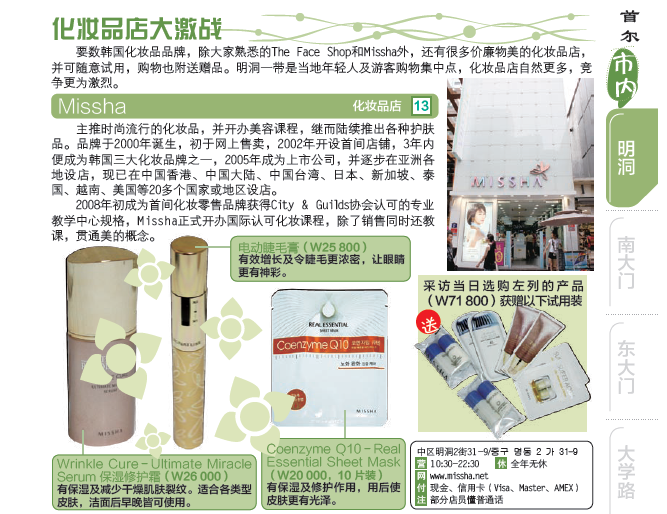 化妆品店大激战
要数韩国化妆品品牌，除大家熟悉的The Face Shop和Missha外，还有很多价廉物美的化妆品店，
并可随意试用，购物也附送赠品。明洞一带是当地年轻人及游客购物集中点，化妆品店自然更多，竞
争更为激烈。
Missha
化妆品店 13
主推时尚流行的化妆品，并开办美容课程，继而陆续推出各种护肤
品。品牌于2000年诞生，初于网上售卖，2002年开设首间店铺，3年内
便成为韩国三大化妆品牌之一，2005年成为上市公司，并逐步在亚洲各
地设店，现已在中国香港、中国大陆、中国台湾、日本、新加坡、泰
国、越南、美国等20多个国家或地区设店。
2008年初成为首间化妆零售品牌获得City & Guilds协会认可的专业
教学中心规格，Missha正式开办国际认可化妆课程，除了销售同时还教
课，贯通美的概念。
MISSHA
电动睫毛膏（W25 800）
有效增长及令睫毛更浓密，让眼睛
更有神彩。
REAL ESSENTIAL
SHEET MASK
Coenzyme Q10
MISSHA
MISSHA
采访当日选购左列的产品
（W71 800）获赠以下试用装
送
Wrinkle Cure-Ultimate Miracle
Serum 保湿修护霜（W26 000）
有保湿及减少干燥肌肤裂纹。适合各类型
皮肤，洁面后早晚皆可使用。
Coenzyme Q10-Real
Essential Sheet Mask
（W20 000，10 片装）
有保湿及修护作用，用后使
皮肤更有光泽。
中区明洞2街31-9/중구 명동 2 가 31-9
营 10:30-22:30 休 全年无休
网 www.missha.net
付 现金、信用卡（Visa、Master、AMEX）
注 部分店员懂普通话
首尔
市内
明洞
南大门
东大门
大学路